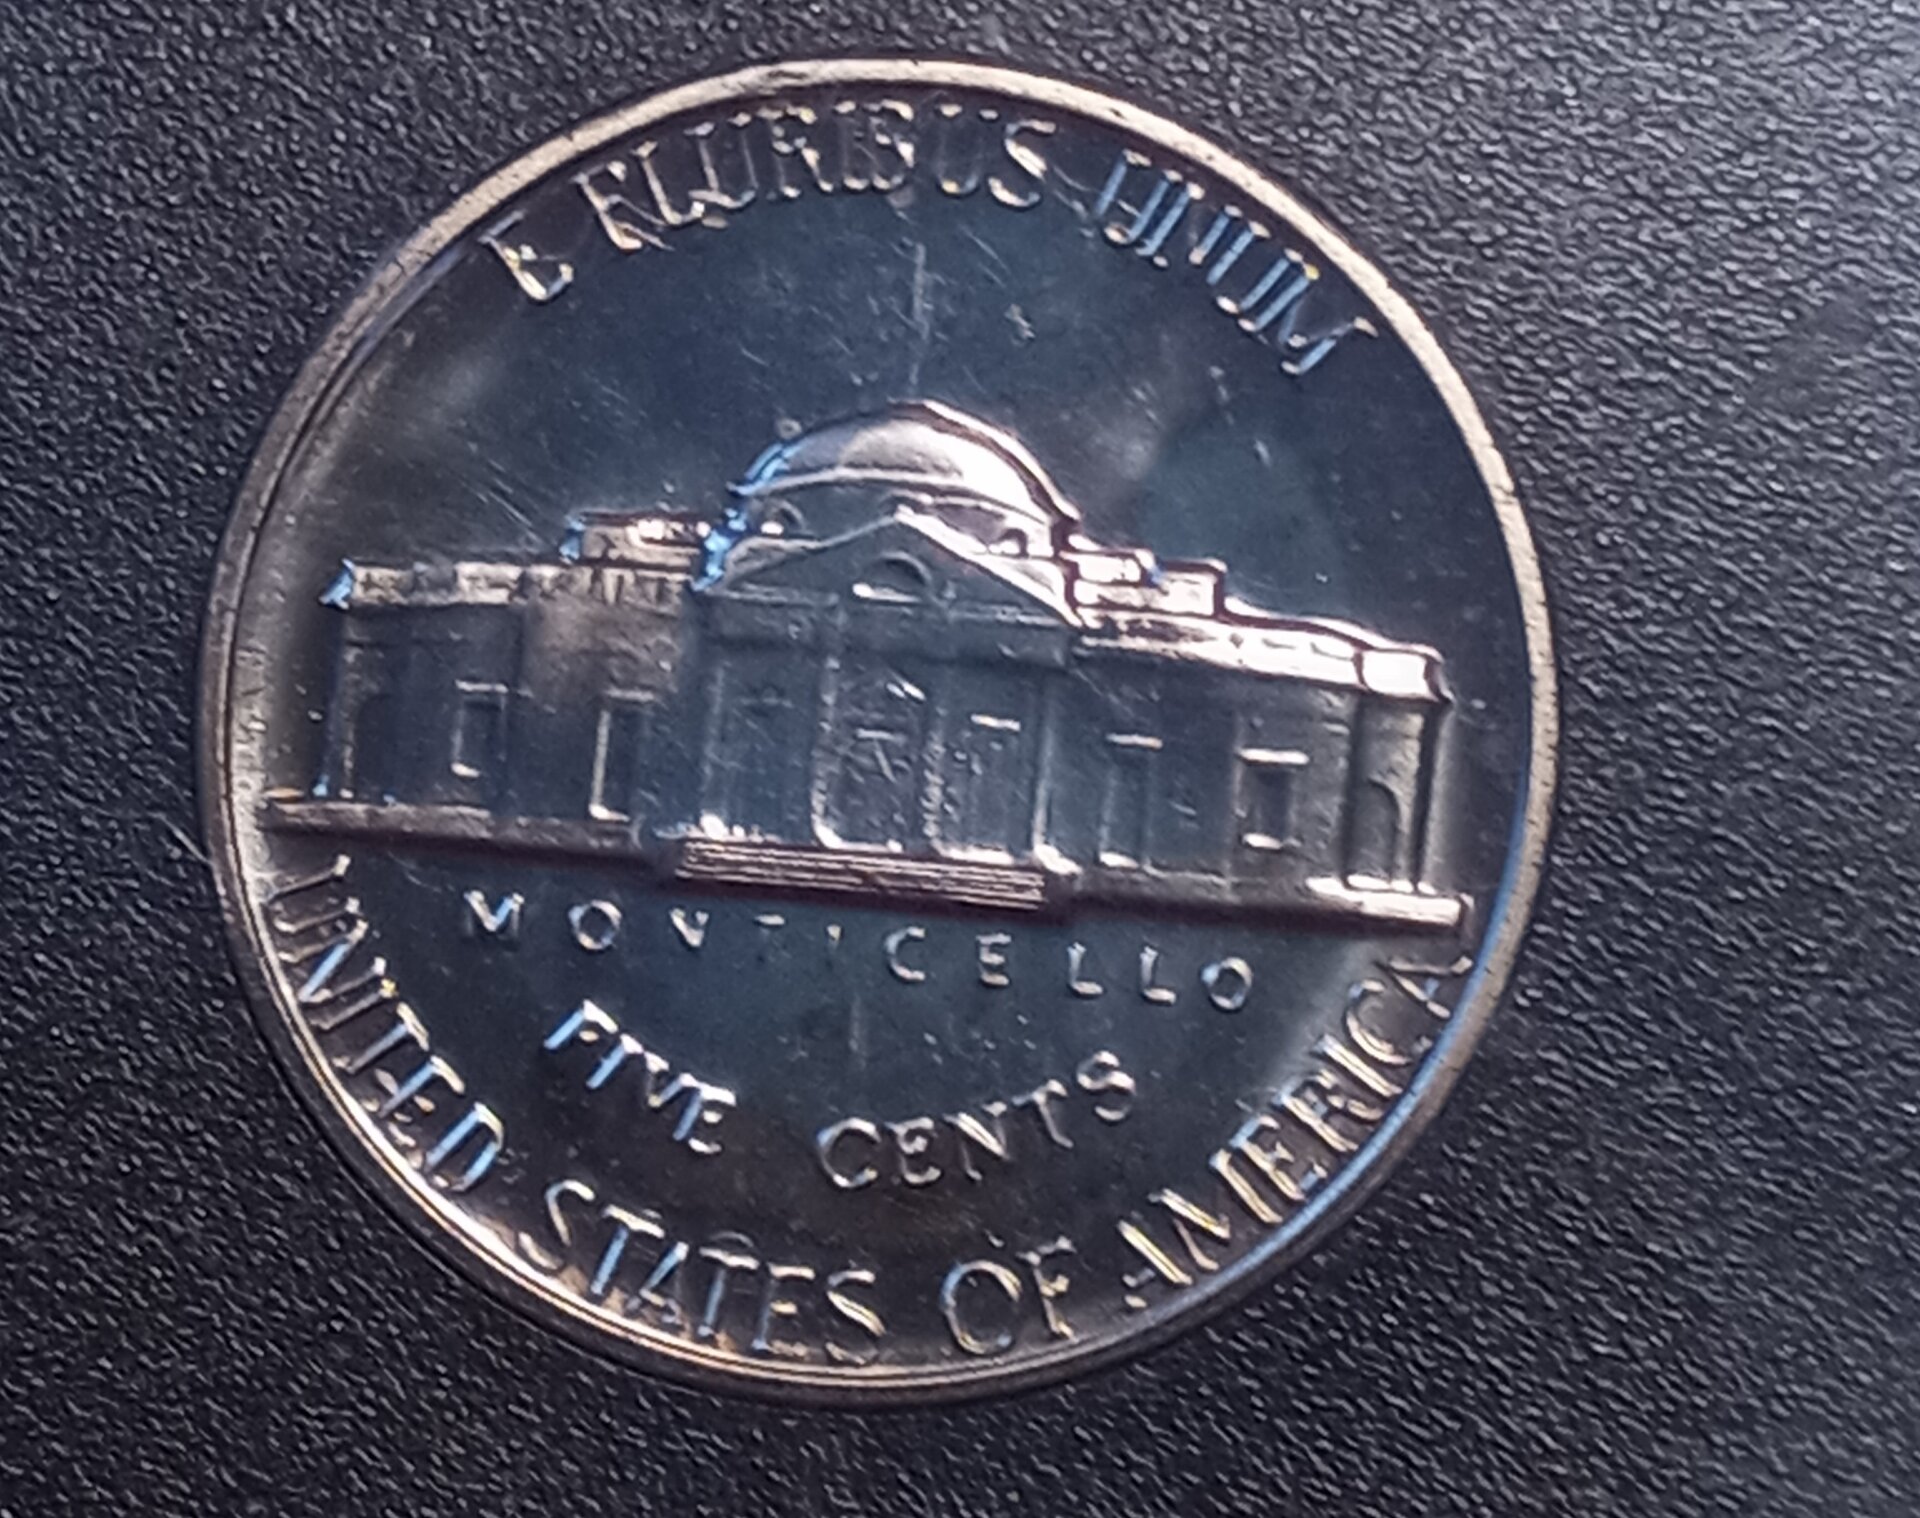 E PLURIBUS UNUM
MONTICELLO
FIVE CENTS
UNITED STATES OF AMERICA